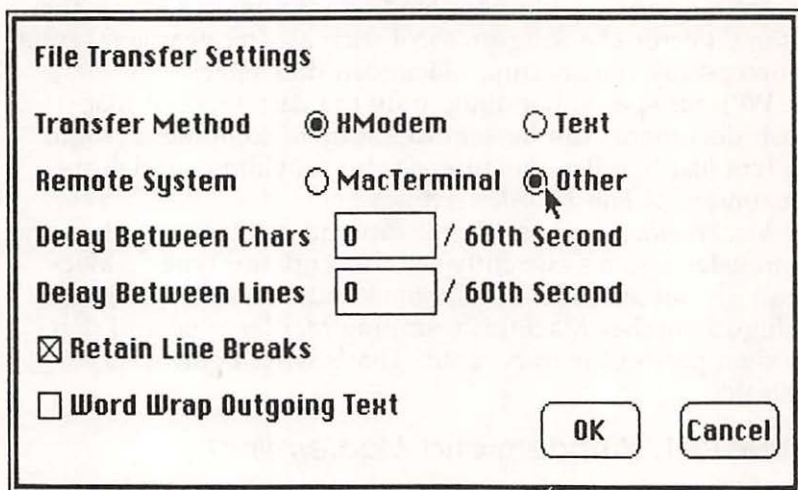 File Transfer Settings
Transfer Method XModem Text
Remote System MacTerminal Other
Delay Between Chars 0 / 60th Second
Delay Between Lines 0 / 60th Second
Retain Line Breaks
Word Wrap Outgoing Text
OK Cancel